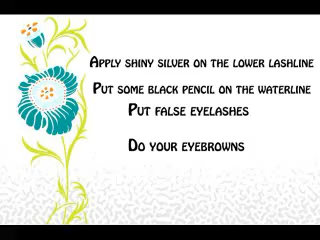 Apply shiny silver on the lower lashline
Put some black pencil on the waterline
Put false eyelashes
Do your eyebrows